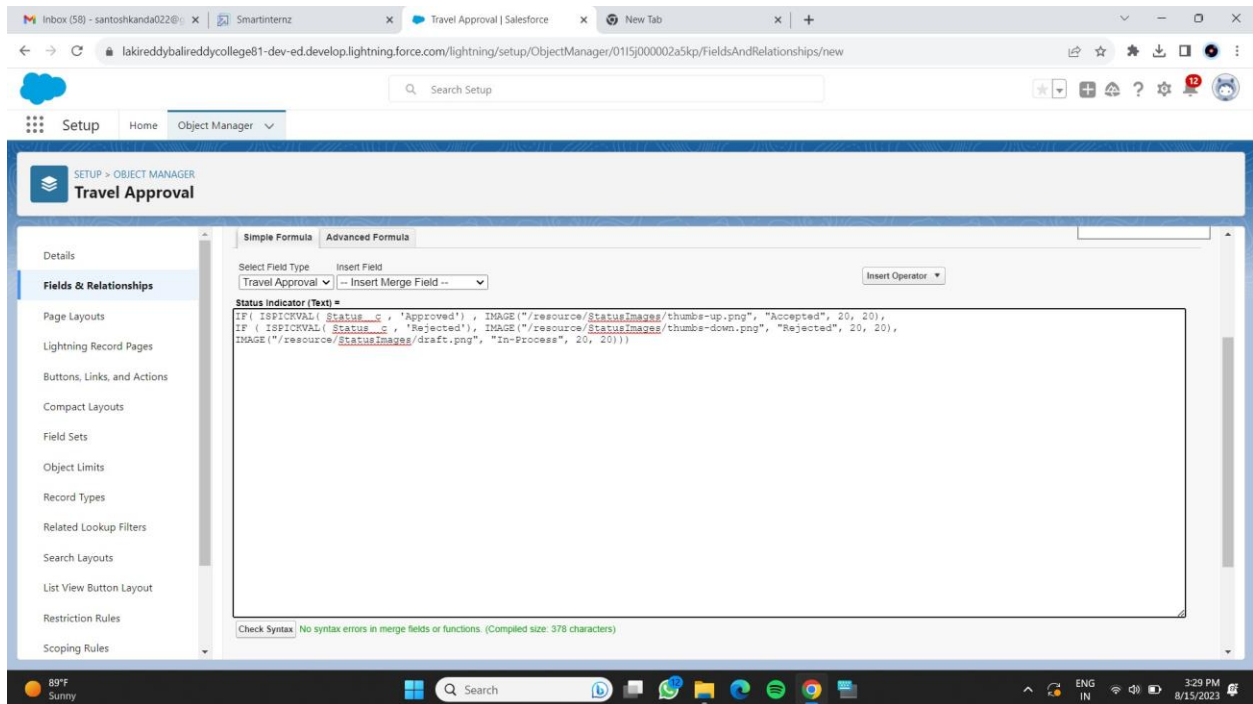 Inbox (58) - santoshkanda022@g
Smartinternz
Travel Approval | Salesforce
New Tab
lakireddybalireddycollege81-dev-ed.develop.lightning.force.com/lightning/setup/ObjectManager/01I5j000002a5kp/FieldsAndRelationships/new
Search Setup
12
Setup
Home
Object Manager
SETUP > OBJECT MANAGER
Travel Approval
Details
Fields & Relationships
Page Layouts
Lightning Record Pages
Buttons, Links, and Actions
Compact Layouts
Field Sets
Object Limits
Record Types
Related Lookup Filters
Search Layouts
List View Button Layout
Restriction Rules
Scoping Rules
Simple Formula
Advanced Formula
Select Field Type
Insert Field
Travel Approval
-- Insert Merge Field --
Insert Operator
Status Indicator (Text) =
IF( ISPICKVAL( Status__c , 'Approved') , IMAGE("/resource/StatusImages/thumbs-up.png", "Accepted", 20, 20),
IF ( ISPICKVAL( Status__c , 'Rejected'), IMAGE("/resource/StatusImages/thumbs-down.png", "Rejected", 20, 20),
IMAGE("/resource/StatusImages/draft.png", "In-Process", 20, 20)))
Check Syntax
No syntax errors in merge fields or functions. (Compiled size: 378 characters)
89°F
Sunny
Search
12
ENG
IN
3:29 PM
8/15/2023